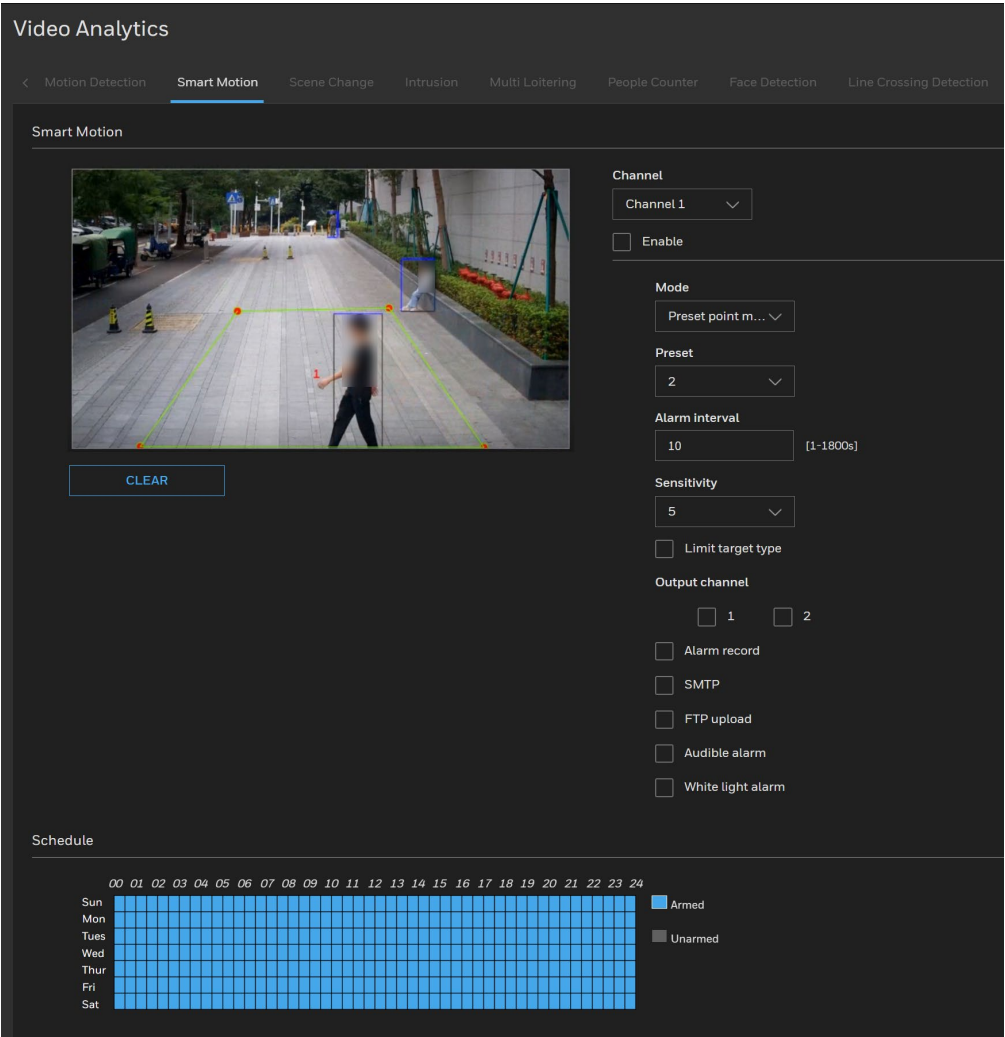 Video Analytics
Motion Detection Smart Motion Scene Change Intrusion Multi Loitering People Counter Face Detection Line Crossing Detection
Smart Motion
Channel
Channel 1
Enable
Mode
Preset point m...
Preset
2
Alarm interval
10 [1-1800s]
Sensitivity
5
Limit target type
Output channel
1 2
Alarm record
SMTP
FTP upload
Audible alarm
White light alarm
1
CLEAR
Schedule
00 01 02 03 04 05 06 07 08 09 10 11 12 13 14 15 16 17 18 19 20 21 22 23 24
Sun
Mon
Tues
Wed
Thur
Fri
Sat
Armed
Unarmed